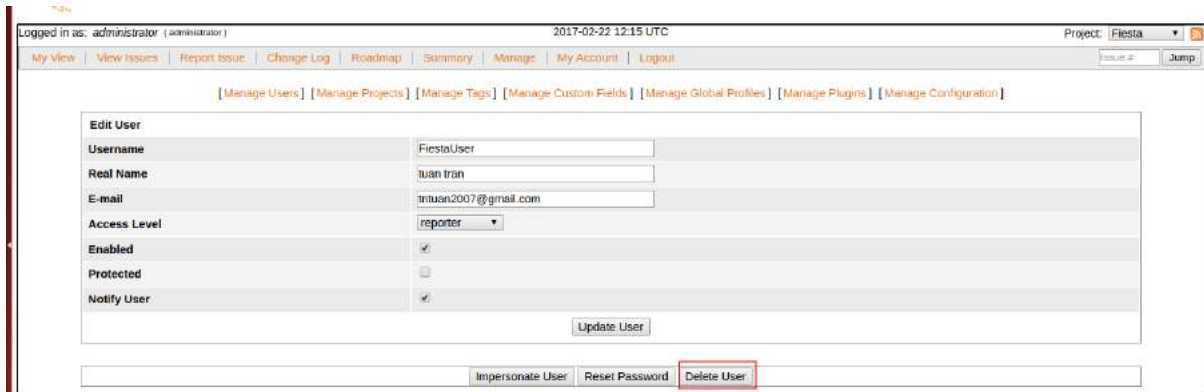 Logged in as: administrator (administrator) 2017-02-22 12:15 UTC Project: Fiesta
My View | View Issues | Report Issue | Change Log | Roadmap | Summary | Manage | My Account | Logout Issue # Jump
[ Manage Users ] [ Manage Projects ] [ Manage Tags ] [ Manage Custom Fields ] [ Manage Global Profiles ] [ Manage Plugins ] [ Manage Configuration ]
Edit User
Username FiestaUser
Real Name tuan tran
E-mail tntuan2007@gmail.com
Access Level reporter
Enabled
Protected
Notify User
Update User
Impersonate User Reset Password Delete User